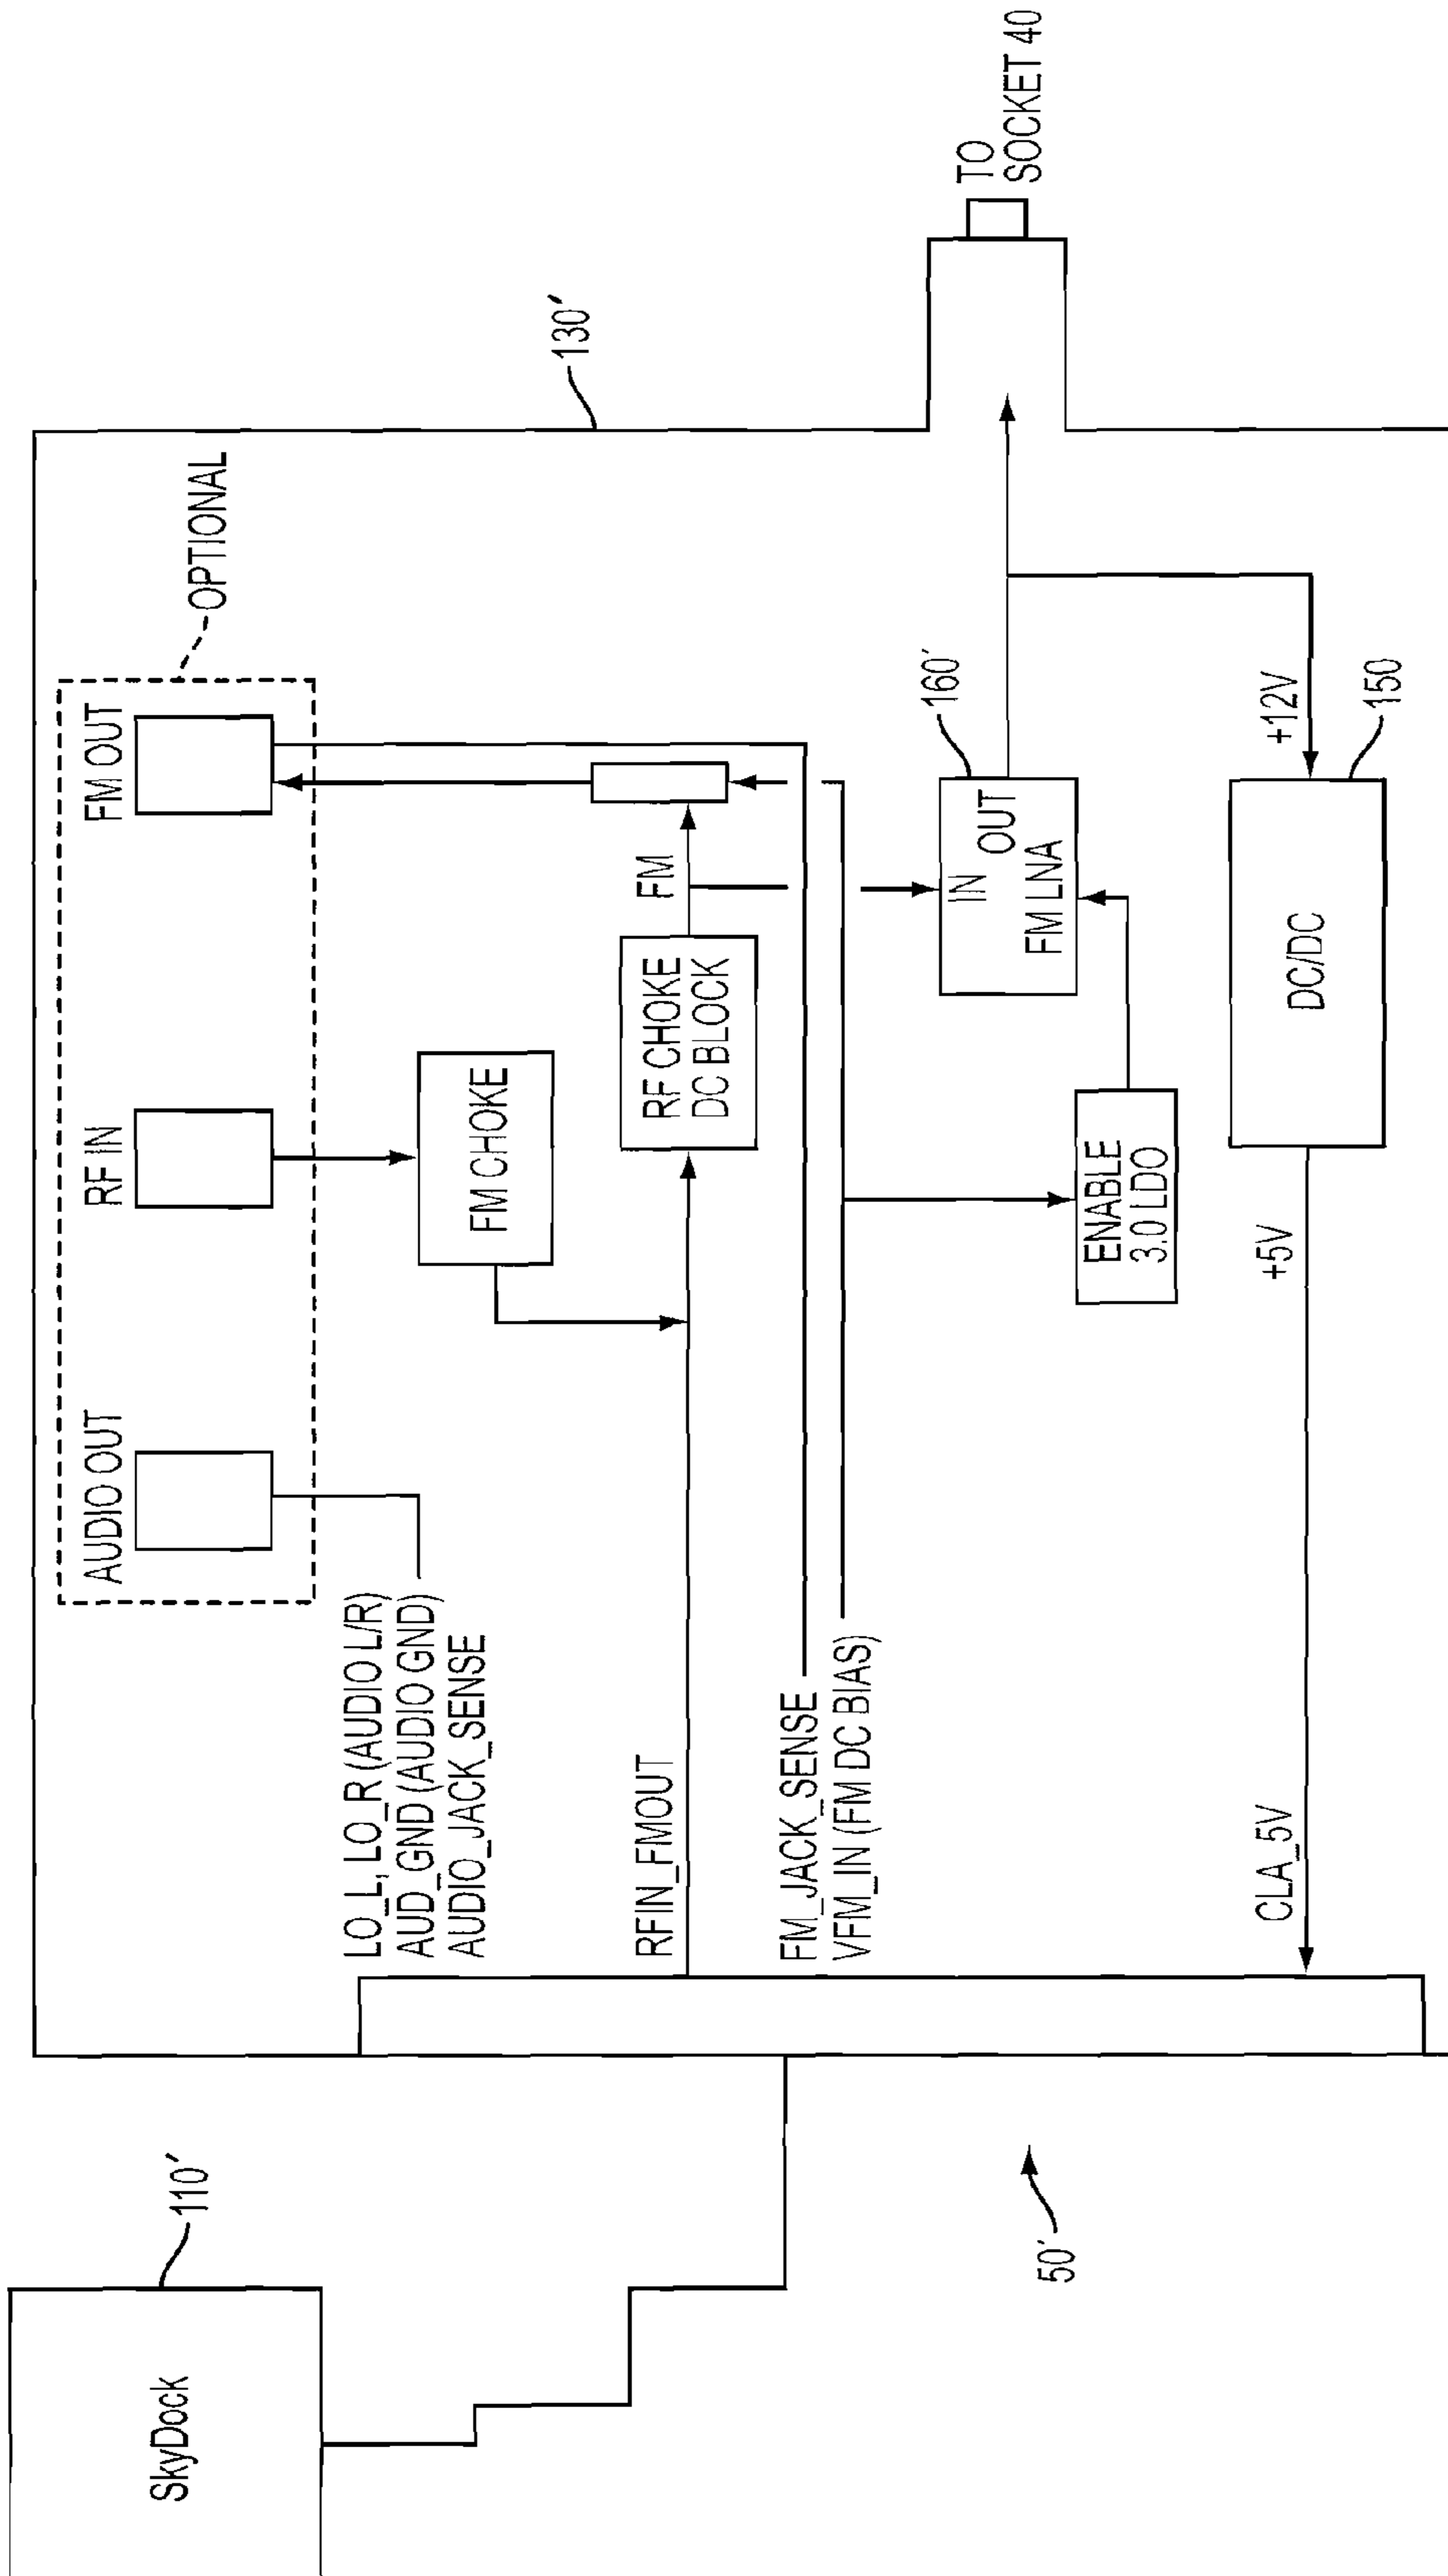 SkyDock
110′
50′
130′
OPTIONAL
AUDIO OUT
RF IN
FM OUT
LO_L, LO_R (AUDIO L/R)
AUD_GND (AUDIO GND)
AUDIO_JACK_SENSE
FM CHOKE
RFIN_FMOUT
RF CHOKE
DC BLOCK
FM
FM_JACK_SENSE
VFM_IN (FM DC BIAS)
160′
IN
OUT
FM LNA
TO
SOCKET 40
ENABLE
3.0 LDO
CLA_5V
+5V
DC/DC
+12V
150